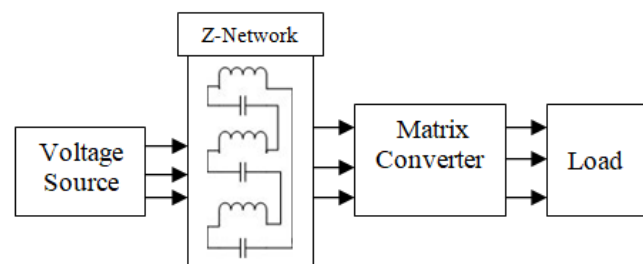 Z-Network
Voltage
Source
Matrix
Converter
Load